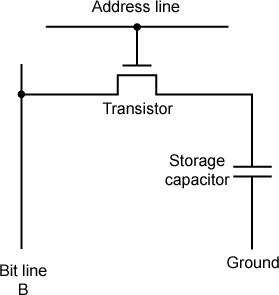 Address line
Transistor
Storage
capacitor
Ground
Bit line
B